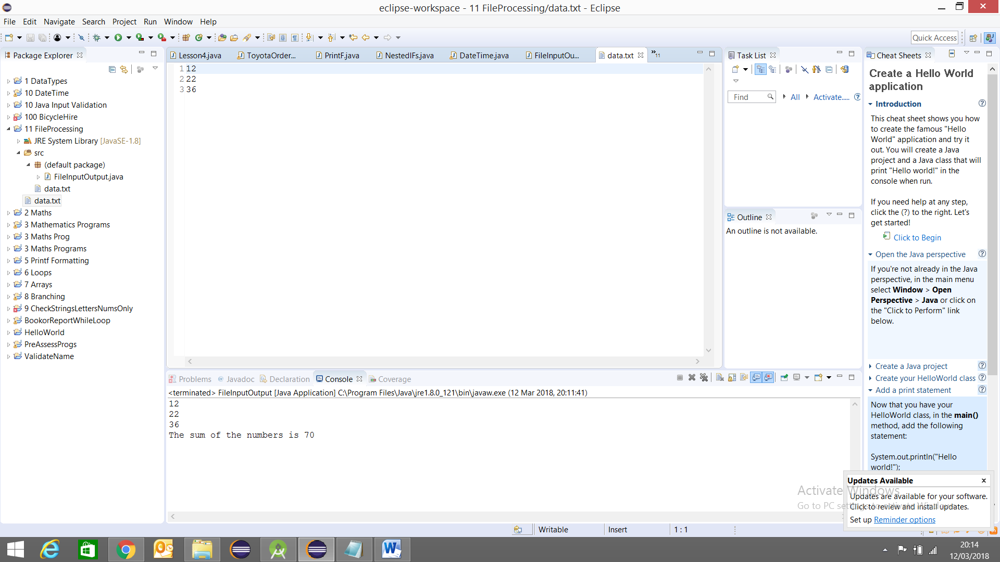 eclipse-workspace - 11 FileProcessing/data.txt - Eclipse
File Edit Navigate Search Project Run Window Help
Quick Access
Package Explorer
1 DataTypes
10 DateTime
10 Java Input Validation
100 BicycleHire
11 FileProcessing
JRE System Library [JavaSE-1.8]
src
(default package)
FileInputOutput.java
data.txt
data.txt
2 Maths
3 Mathematics Programs
3 Maths Prog
3 Maths Programs
5 Printf Formatting
6 Loops
7 Arrays
8 Branching
9 CheckStringsLettersNumsOnly
BookorReportWhileLoop
HelloWorld
PreAssessProgs
ValidateName
Lesson4.java ToyotaOrder... PrintF.java NestedIFs.java DateTime.java FileInputOu... data.txt »11
1 12
2 22
3 36
Problems Javadoc Declaration Console Coverage
<terminated> FileInputOutput [Java Application] C:\Program Files\Java\jre1.8.0_121\bin\javaw.exe (12 Mar 2018, 20:11:41)
12
22
36
The sum of the numbers is 70
Task List
Find All Activate.....
Outline
An outline is not available.
Cheat Sheets
Create a Hello World
application
Introduction
This cheat sheet shows you how
to create the famous "Hello
World" application and try it
out. You will create a Java
project and a Java class that will
print "Hello world!" in the
console when run.
If you need help at any step,
click the (?) to the right. Let's
get started!
Click to Begin
Open the Java perspective
If you're not already in the Java
perspective, in the main menu
select Window > Open
Perspective > Java or click on
the "Click to Perform" link
below.
Create a Java project
Create your HelloWorld class
Add a print statement
Now that you have your
HelloWorld class, in the main()
method, add the following
statement:
System.out.println("Hello
world!");
Updates Available
Updates are available for your software.
Click to review and install updates.
Set up Reminder options
Activate Windows
Go to PC settings to activate Windows.
Writable Insert 1 : 1
20:14
12/03/2018